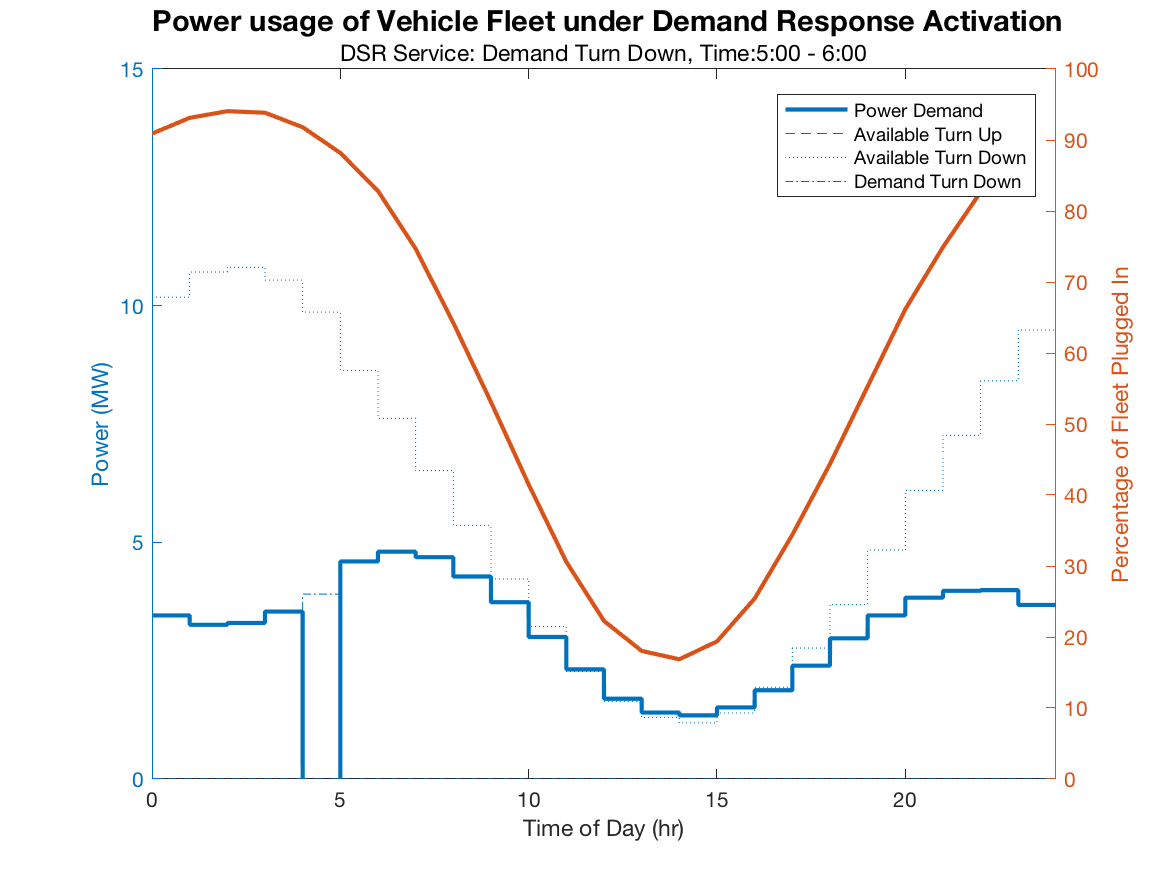 Power usage of Vehicle Fleet under Demand Response Activation
DSR Service: Demand Turn Down, Time:5:00 - 6:00
15
10
5
0
Power (MW)
Power Demand
Available Turn Up
Available Turn Down
Demand Turn Down
100
90
80
70
60
50
40
30
20
10
0
Percentage of Fleet Plugged In
0 5 10 15 20
Time of Day (hr)